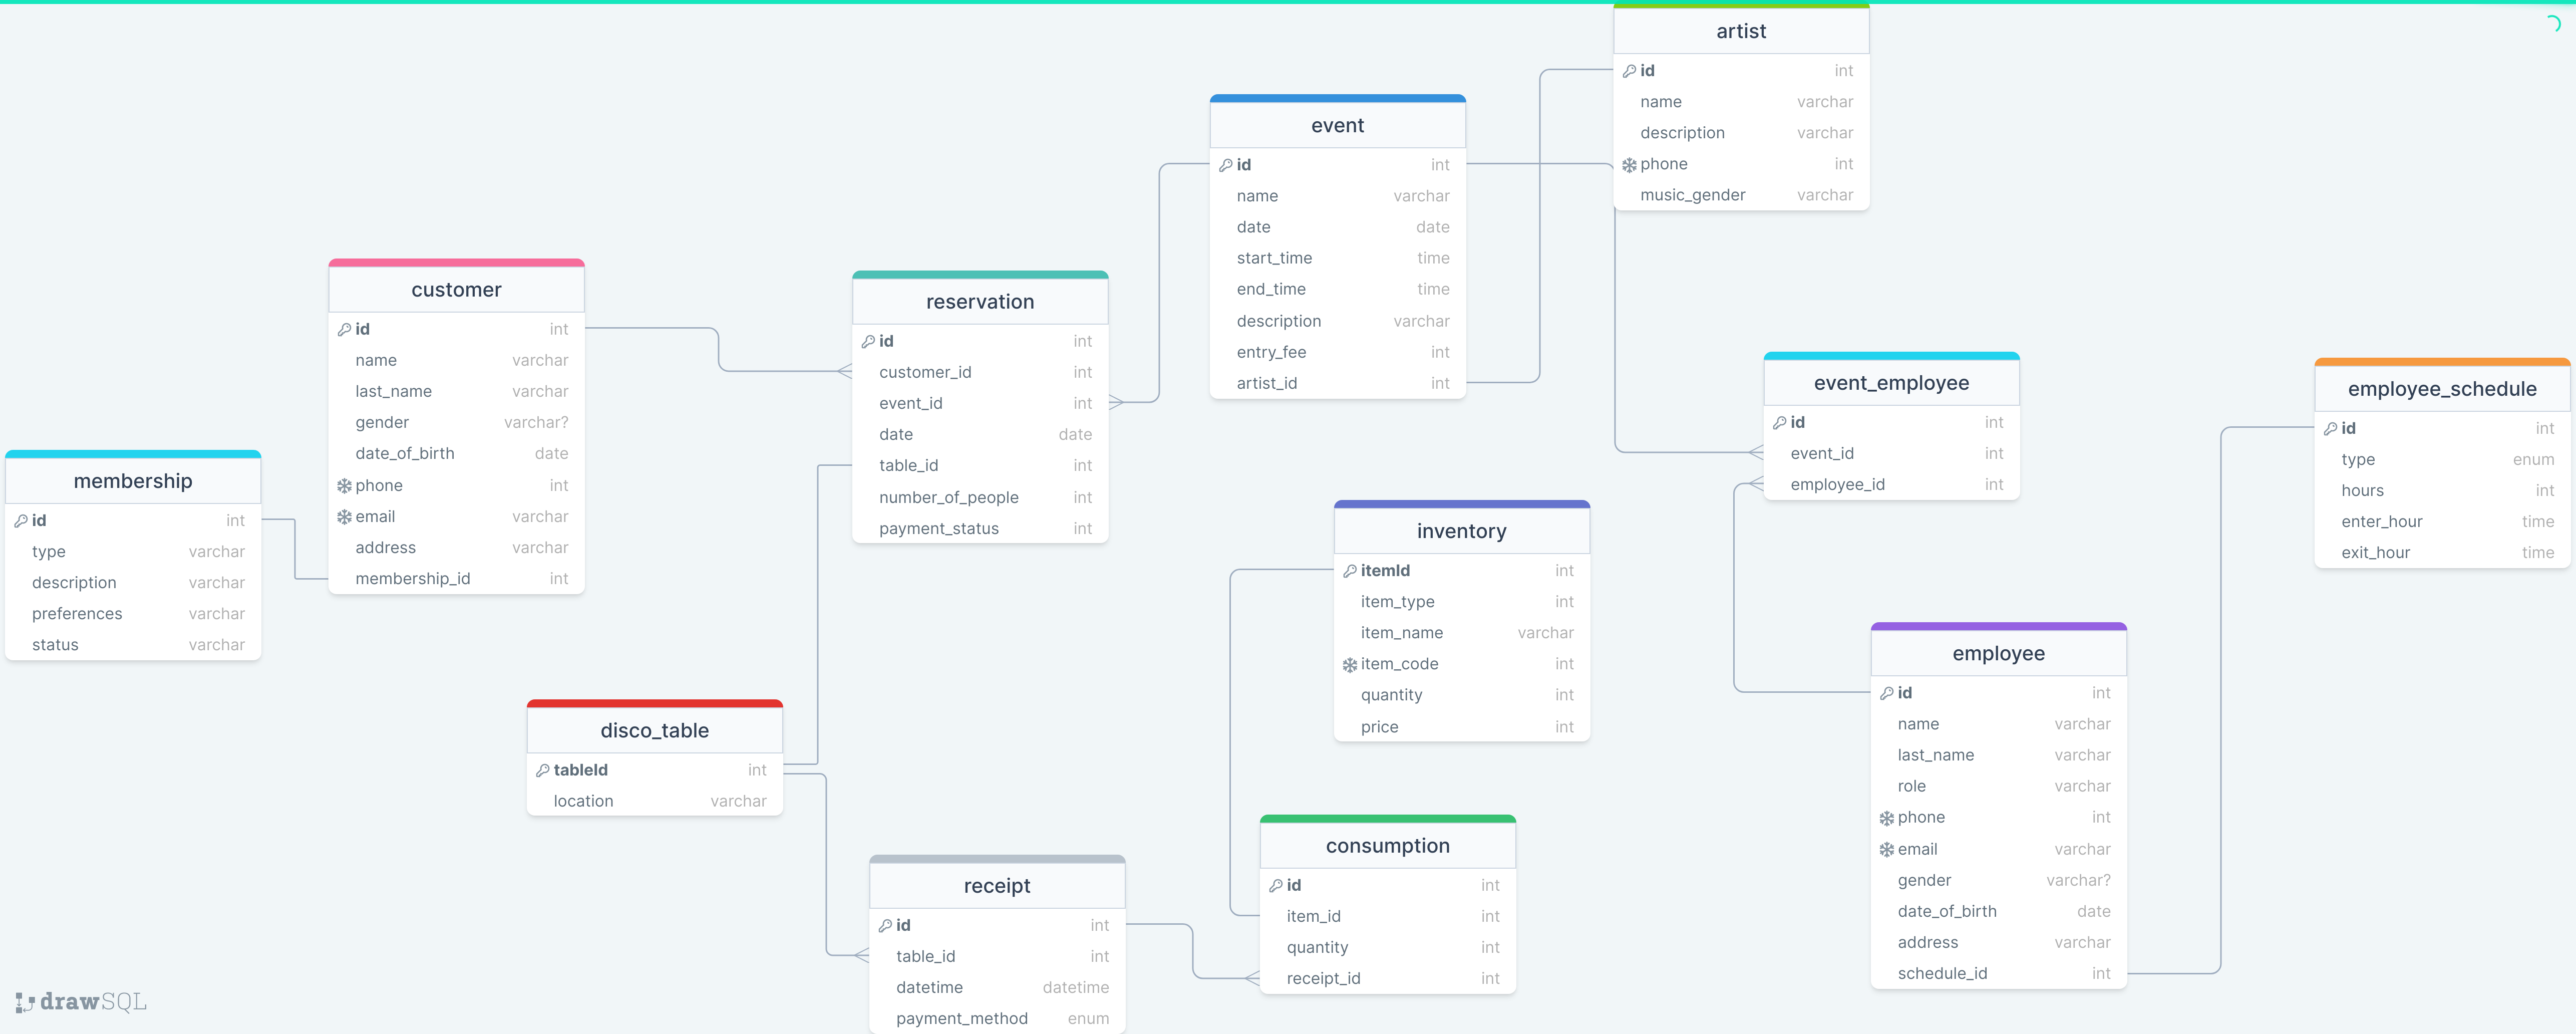 artist
id int
name varchar
description varchar
phone int
music_gender varchar
event
id int
name varchar
date date
start_time time
end_time time
description varchar
entry_fee int
artist_id int
customer
id int
name varchar
last_name varchar
gender varchar?
date_of_birth date
phone int
email varchar
address varchar
membership_id int
reservation
id int
customer_id int
event_id int
date date
table_id int
number_of_people int
payment_status int
event_employee
id int
event_id int
employee_id int
employee_schedule
id int
type enum
hours int
enter_hour time
exit_hour time
membership
id int
type varchar
description varchar
preferences varchar
status varchar
inventory
itemId int
item_type int
item_name varchar
item_code int
quantity int
price int
employee
id int
name varchar
last_name varchar
role varchar
phone int
email varchar
gender varchar?
date_of_birth date
address varchar
schedule_id int
disco_table
tableId int
location varchar
consumption
id int
item_id int
quantity int
receipt_id int
receipt
id int
table_id int
datetime datetime
payment_method enum
drawSQL